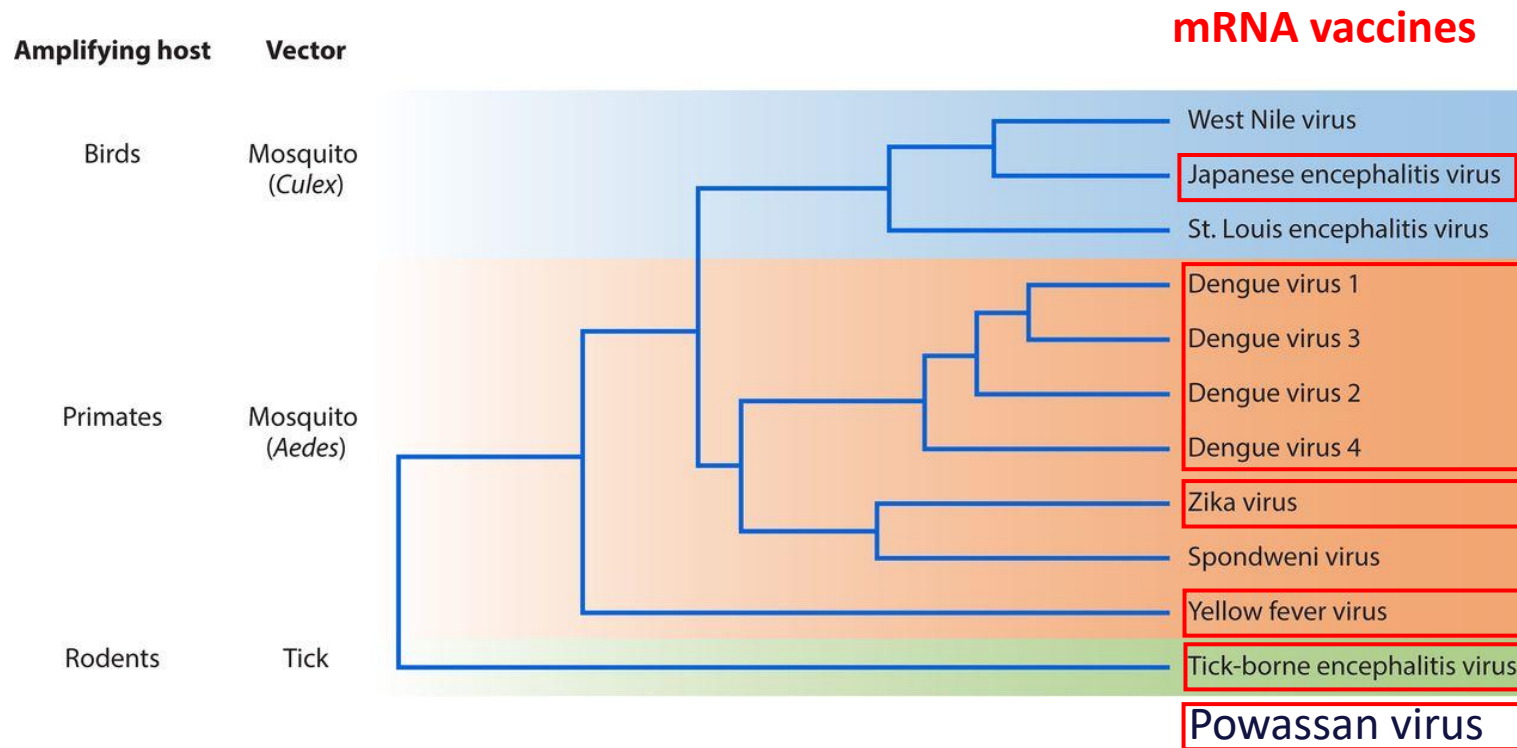 mRNA vaccines
Amplifying host Vector
West Nile virus
Birds Mosquito
(Culex)
Japanese encephalitis virus
St. Louis encephalitis virus
Dengue virus 1
Dengue virus 3
Dengue virus 2
Primates Mosquito
(Aedes)
Dengue virus 4
Zika virus
Spondweni virus
Yellow fever virus
Rodents Tick
Tick-borne encephalitis virus
Powassan virus